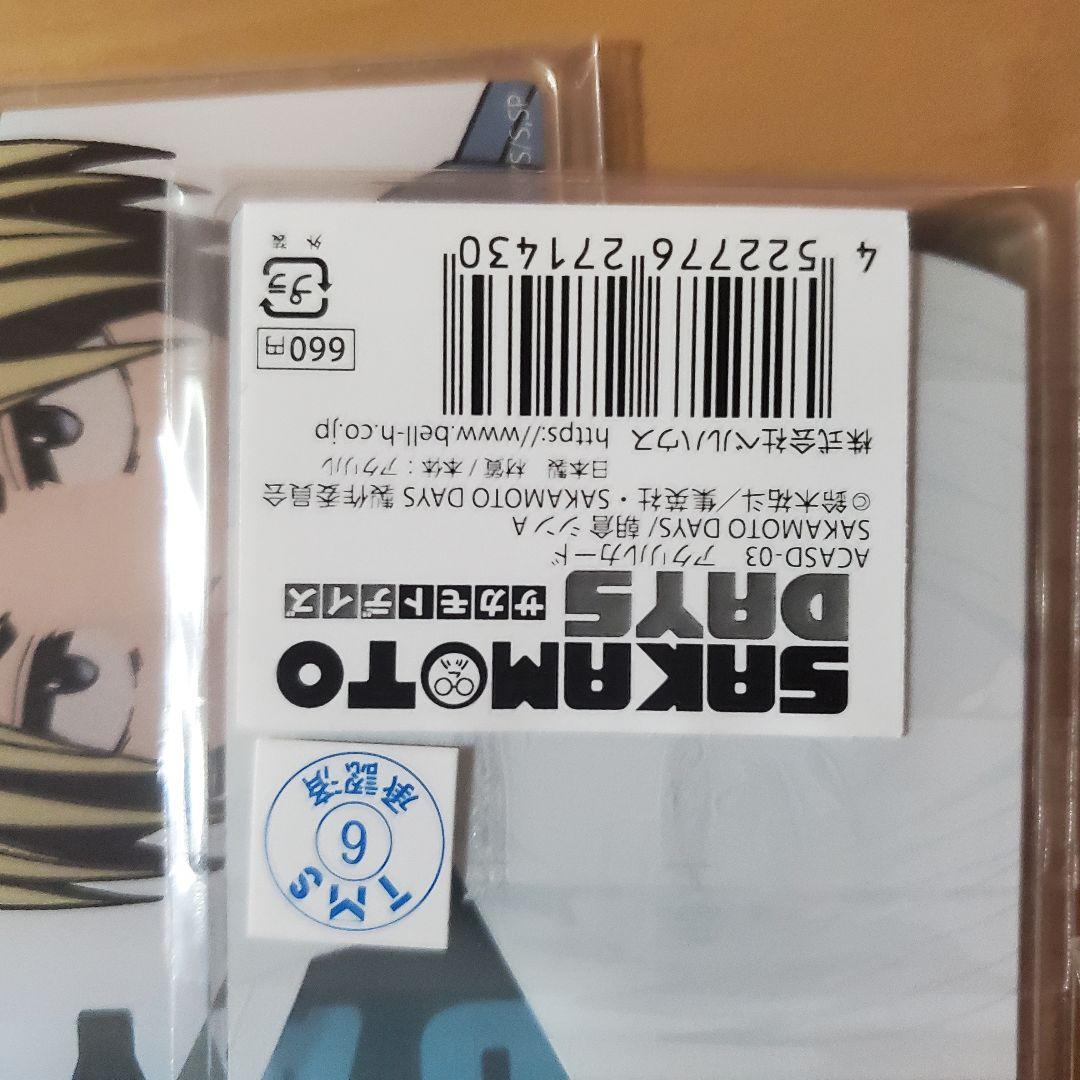 TMS
6
承認済
SAKAMOTO
DAYS サカモトデイズ
ACASD-03 アクリルカード
SAKAMOTO DAYS/ 朝倉 シンA
©鈴木祐斗／集英社・SAKAMOTO DAYS 製作委員会
日本製 材質 / 本体：アクリル
株式会社ベルハウス https://www.bell-h.co.jp
4 522776 271430
660円
プラ
外装